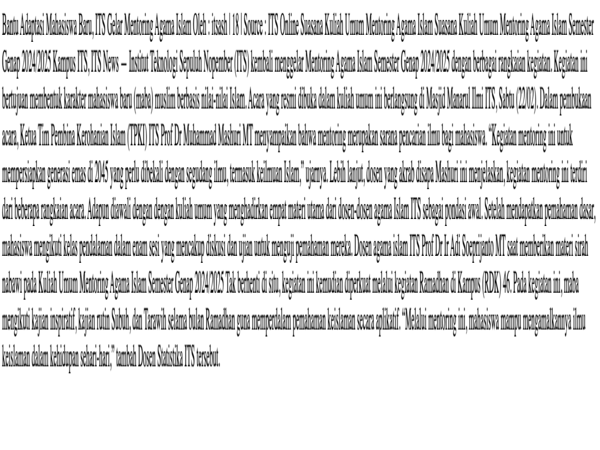 Bantu Adaptasi Mahasiswa Baru, ITS Gelar Mentoring Agama Islam Oleh : itsash | 18 | Source : ITS Online Suasana Kuliah Umum Mentoring Agama Islam Suasana Kuliah Umum Mentoring Agama Islam Semester
Genap 2024/2025 Kampus ITS, ITS News — Institut Teknologi Sepuluh Nopember (ITS) kembali menggelar Mentoring Agama Islam Semester Genap 2024/2025 dengan berbagai rangkaian kegiatan. Kegiatan ini
bertujuan membentuk karakter mahasiswa baru (maba) muslim berbasis nilai-nilai Islam. Acara yang resmi dibuka dalam kuliah umum ini berlangsung di Masjid Manarul Ilmi ITS, Sabtu (22/02). Dalam pembukaan
acara, Ketua Tim Pembina Kerohanian Islam (TPKI) ITS Prof Dr Muhammad Mashuri MT menyampaikan bahwa mentoring merupakan sarana pencarian ilmu bagi mahasiswa. “Kegiatan mentoring ini untuk
mempersiapkan generasi emas di 2045 yang perlu dibekali dengan segudang ilmu, termasuk keilmuan Islam,” ujarnya. Lebih lanjut, dosen yang akrab disapa Mashuri ini menjelaskan, kegiatan mentoring ini terdiri
dari beberapa rangkaian acara. Adapun diawali dengan dengan kuliah umum yang menghadirkan empat materi utama dari dosen-dosen agama Islam ITS sebagai pondasi awal. Setelah mendapatkan pemahaman dasar,
mahasiswa mengikuti kelas pendalaman dalam enam sesi yang mencakup diskusi dan ujian untuk menguji pemahaman mereka. Dosen agama islam ITS Prof Dr Ir Adi Soeprijanto MT saat memberikan materi sirah
nabawi pada Kuliah Umum Mentoring Agama Islam Semester Genap 2024/2025 Tak berhenti di situ, kegiatan ini kemudian diperkuat melalui kegiatan Ramadhan di Kampus (RDK) 46. Pada kegiatan ini, maba
mengikuti kajian inspiratif, kajian rutin Subuh, dan Tarawih selama bulan Ramadhan guna memperdalam pemahaman keislaman secara aplikatif. “Melalui mentoring ini, mahasiswa mampu mengamalkannya ilmu
keislaman dalam kehidupan sehari-hari,” tambah Dosen Statistika ITS tersebut.